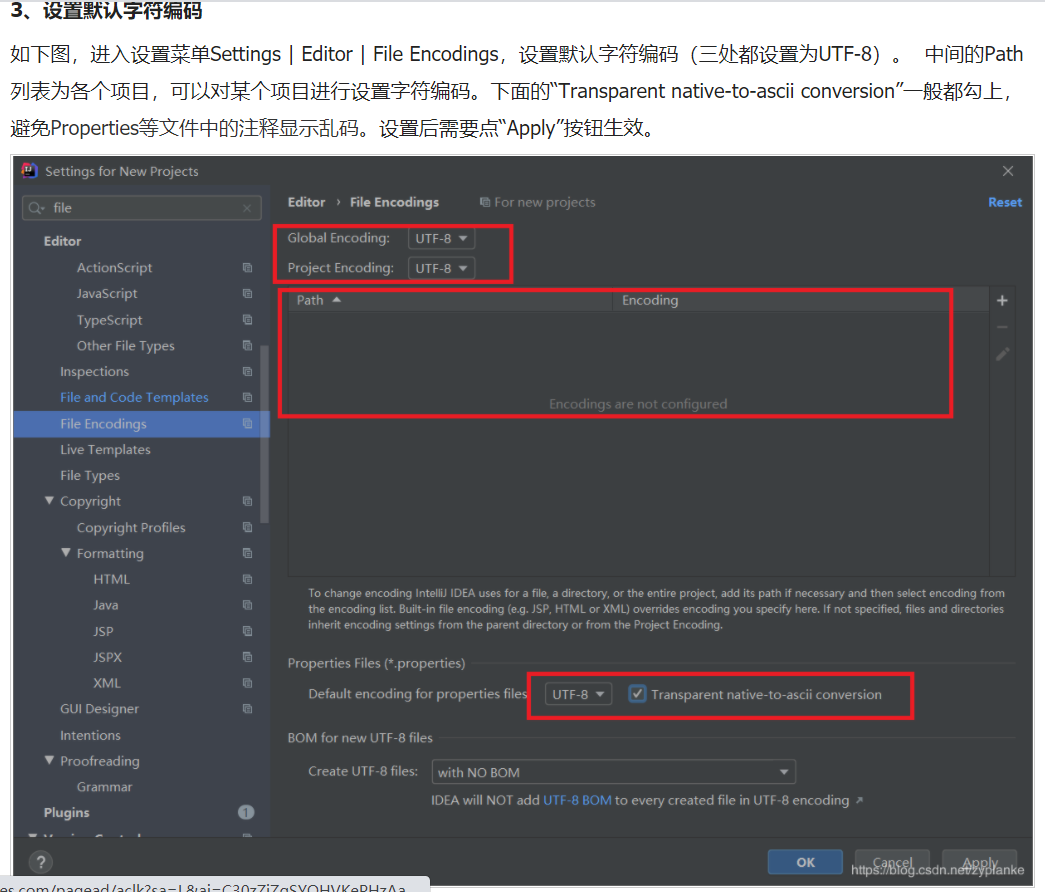 3、设置默认字符编码
如下图，进入设置菜单Settings | Editor | File Encodings，设置默认字符编码（三处都设置为UTF-8）。 中间的Path
列表为各个项目，可以对某个项目进行设置字符编码。下面的“Transparent native-to-ascii conversion”一般都勾上，
避免Properties等文件中的注释显示乱码。设置后需要点“Apply”按钮生效。
Settings for New Projects
file
Editor
ActionScript
JavaScript
TypeScript
Other File Types
Inspections
File and Code Templates
File Encodings
Live Templates
File Types
Copyright
Copyright Profiles
Formatting
HTML
Java
JSP
JSPX
XML
GUI Designer
Intentions
Proofreading
Grammar
Plugins 1
Editor › File Encodings For new projects Reset
Global Encoding: UTF-8
Project Encoding: UTF-8
Path Encoding
Encodings are not configured
To change encoding IntelliJ IDEA uses for a file, a directory, or the entire project, add its path if necessary and then select encoding from
the encoding list. Built-in file encoding (e.g. JSP, HTML or XML) overrides encoding you specify here. If not specified, files and directories
inherit encoding settings from the parent directory or from the Project Encoding.
Properties Files (*.properties)
Default encoding for properties files UTF-8 Transparent native-to-ascii conversion
BOM for new UTF-8 files
Create UTF-8 files: with NO BOM
IDEA will NOT add UTF-8 BOM to every created file in UTF-8 encoding ↗
? OK Cancel Apply
https://blog.csdn.net/zyplanke